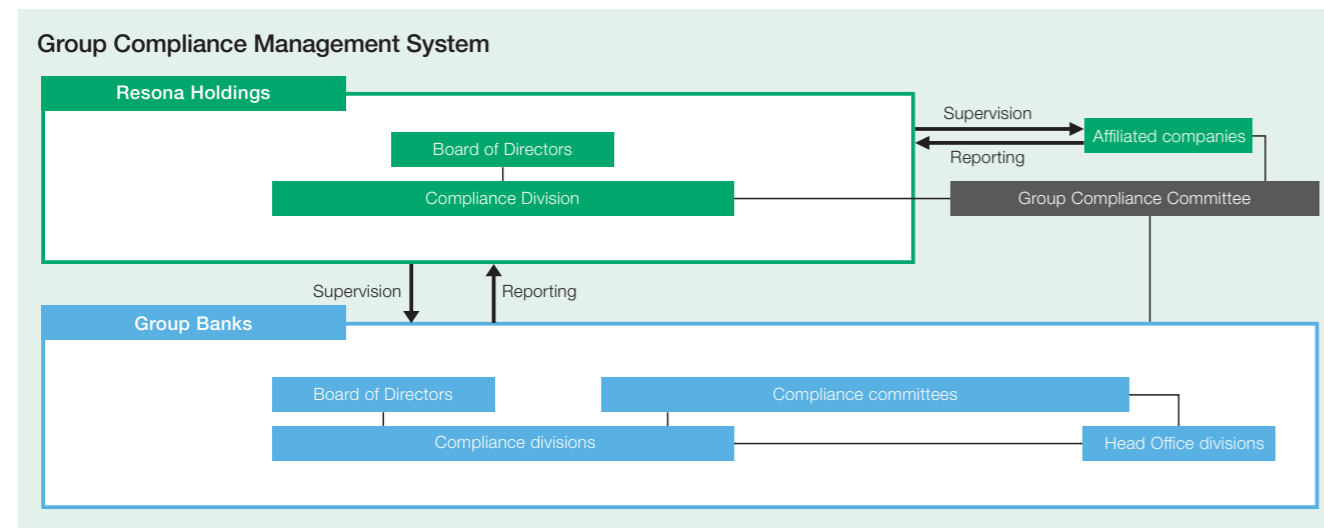 Group Compliance Management System
Resona Holdings
Supervision
Board of Directors
Affiliated companies
Reporting
Compliance Division
Group Compliance Committee
Supervision
Reporting
Group Banks
Board of Directors
Compliance committees
Compliance divisions
Head Office divisions